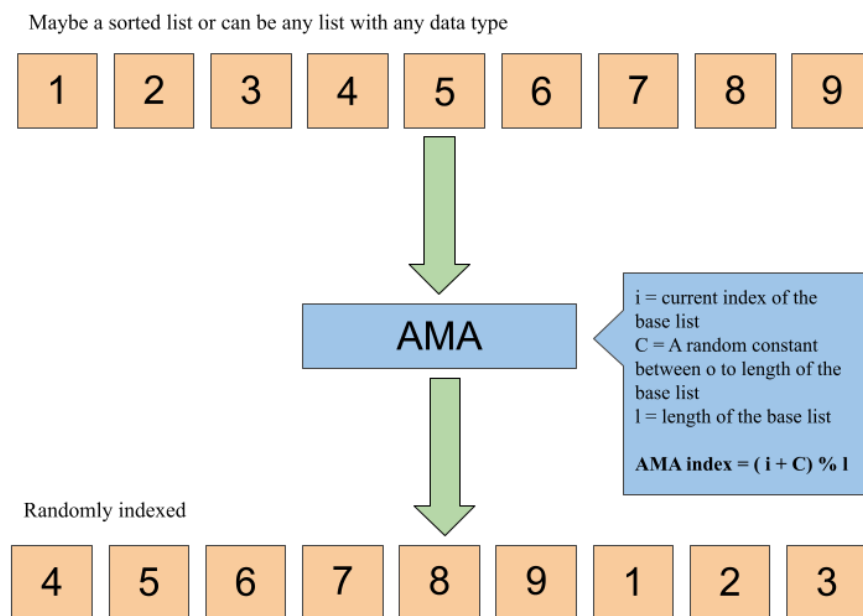 Maybe a sorted list or can be any list with any data type
1 2 3 4 5 6 7 8 9
i = current index of the
base list
C = A random constant
between o to length of the
base list
l = length of the base list
AMA index = ( i + C) % l
AMA
Randomly indexed
4 5 6 7 8 9 1 2 3